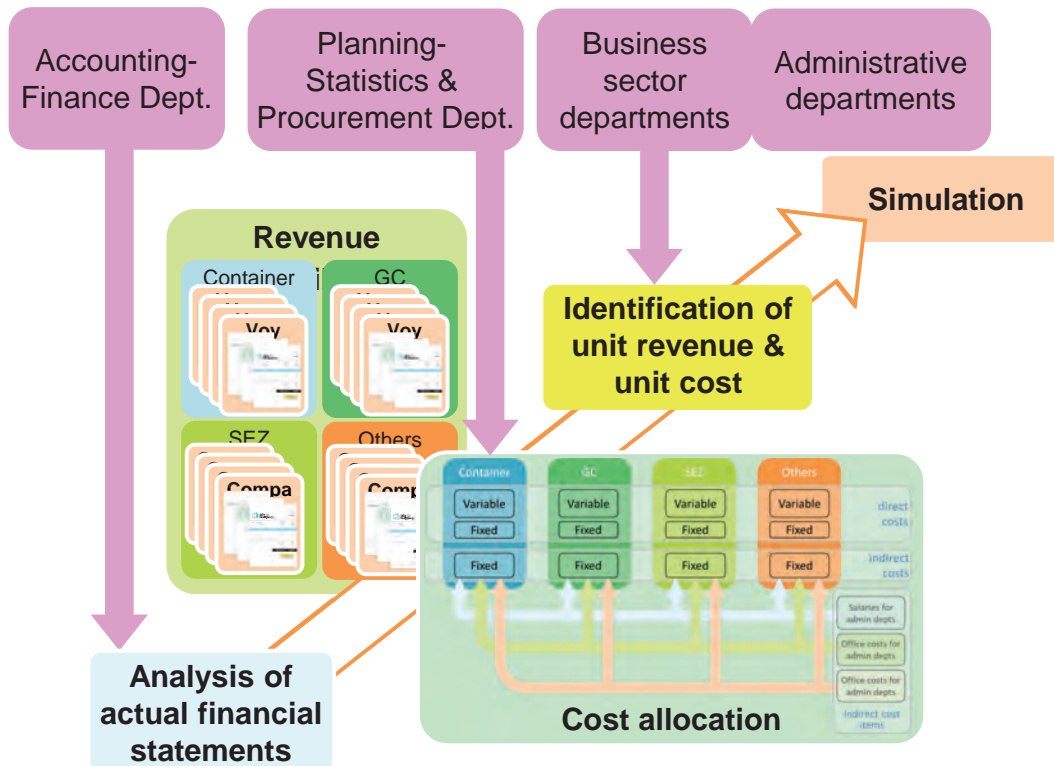 Accounting-
Finance Dept.
Planning-
Statistics &
Procurement Dept.
Business
sector
departments
Administrative
departments
Simulation
Revenue
Container
GC
Voy
Voy
SEZ
Others
Compa
Comp
Identification of
unit revenue &
unit cost
Container
GC
SEZ
Others
Variable
Variable
Variable
Variable
direct
costs
Fixed
Fixed
Fixed
Fixed
Fixed
Fixed
Fixed
Fixed
indirect
costs
Salaries for
admin depts
Office costs for
admin depts
Office costs for
admin depts
Indirect cost
items
Cost allocation
Analysis of
actual financial
statements